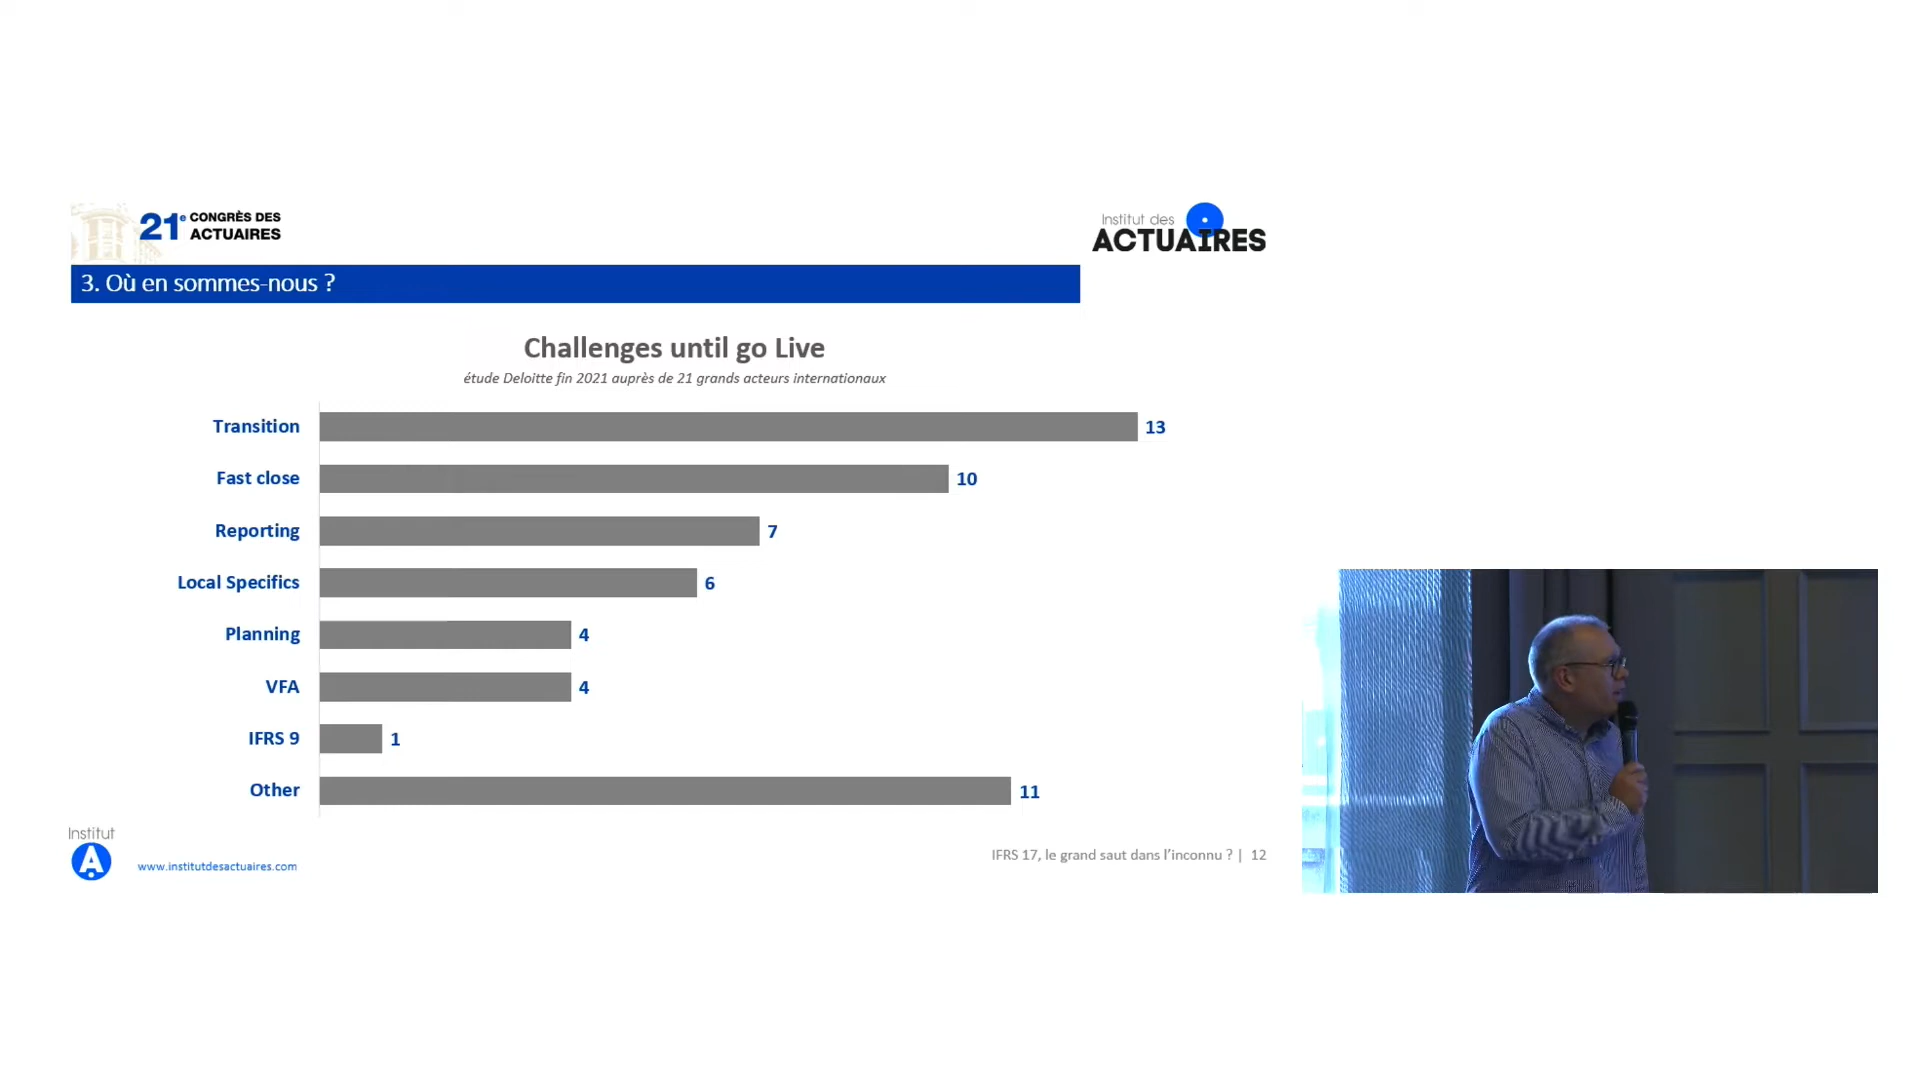 21e CONGRÈS DES
ACTUAIRES
Institut des
ACTUAIRES
3. Où en sommes-nous ?
Challenges until go Live
étude Deloitte fin 2021 auprès de 21 grands acteurs internationaux
Transition 13
Fast close 10
Reporting 7
Local Specifics 6
Planning 4
VFA 4
IFRS 9 1
Other 11
Institut
A
www.institutdesactuaires.com
IFRS 17, le grand saut dans l’inconnu ? | 12